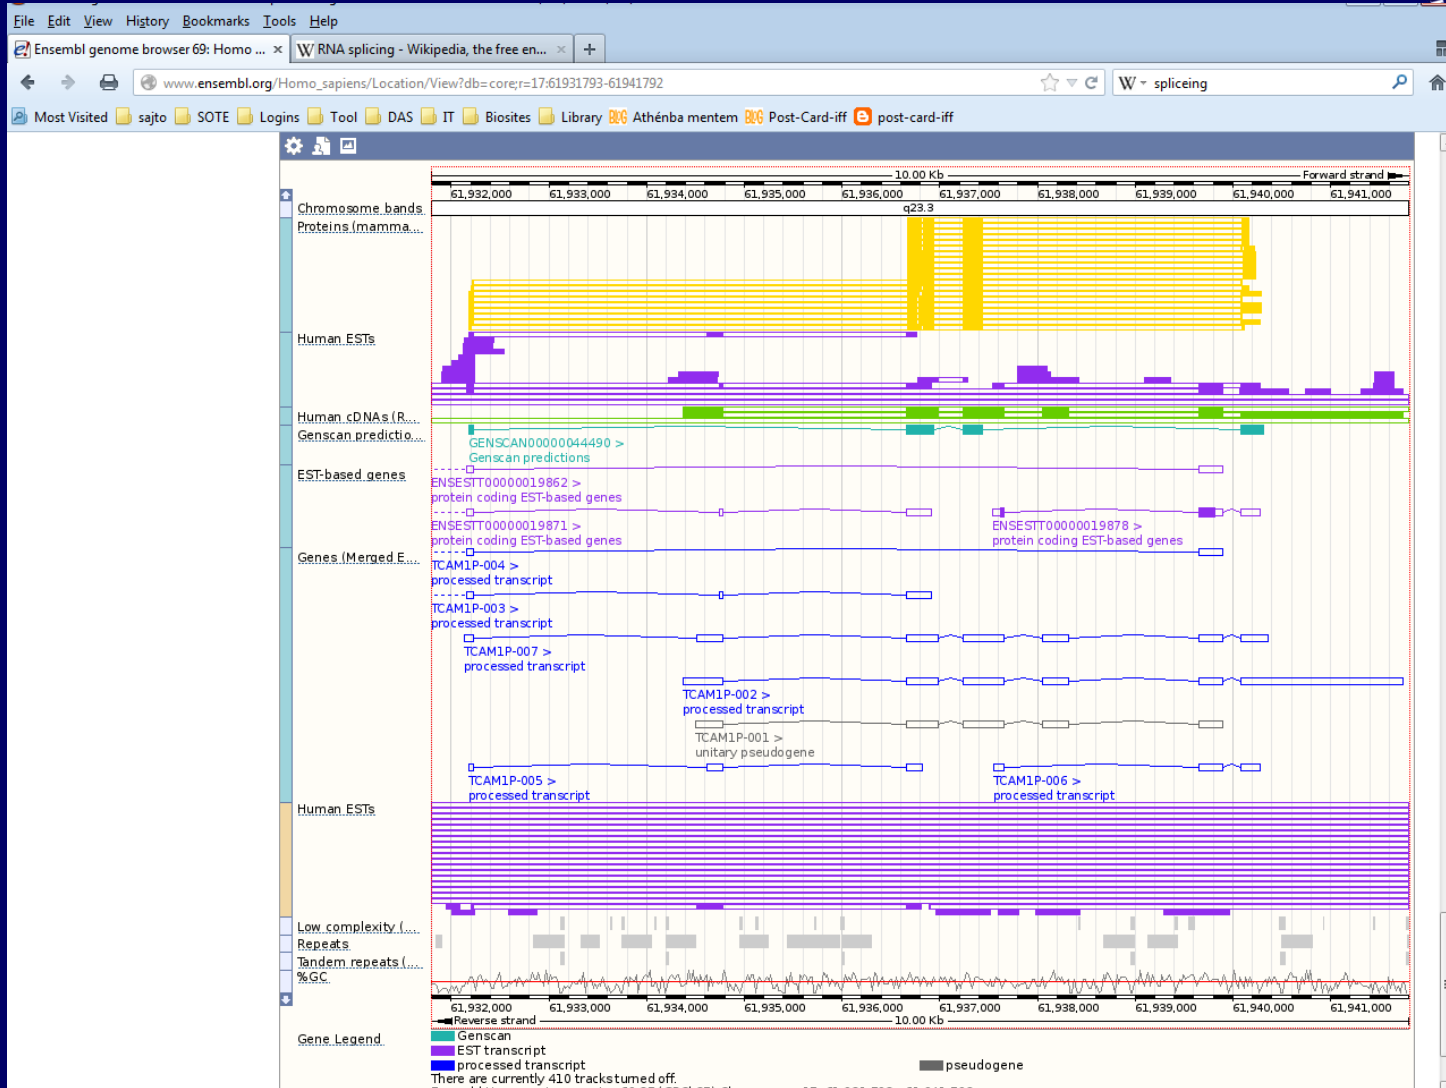 File Edit View History Bookmarks Tools Help
Ensembl genome browser 69: Homo ... × W RNA splicing - Wikipedia, the free en... × +
www.ensembl.org/Homo_sapiens/Location/View?db=core;r=17:61931793-61941792 W spliceing
Most Visited sajto SOTE Logins Tool DAS IT Biosites Library BLOG Athénba mentem BLOG Post-Card-iff post-card-iff
10.00 Kb Forward strand
61,932,000 61,933,000 61,934,000 61,935,000 61,936,000 61,937,000 61,938,000 61,939,000 61,940,000 61,941,000
Chromosome bands q23.3
Proteins (mamma...
Human ESTs
Human cDNAs (R...
Genscan predictio...
GENSCAN00000044490 >
Genscan predictions
EST-based genes
ENSESTT00000019862 >
protein coding EST-based genes
ENSESTT00000019871 > ENSESTT00000019878 >
protein coding EST-based genes protein coding EST-based genes
Genes (Merged E...
TCAM1P-004 >
processed transcript
TCAM1P-003 >
processed transcript
TCAM1P-007 >
processed transcript
TCAM1P-002 >
processed transcript
TCAM1P-001 >
unitary pseudogene
TCAM1P-005 > TCAM1P-006 >
processed transcript processed transcript
Human ESTs
Low complexity (...
Repeats
Tandem repeats (...
%GC
61,932,000 61,933,000 61,934,000 61,935,000 61,936,000 61,937,000 61,938,000 61,939,000 61,940,000 61,941,000
Reverse strand 10.00 Kb
Gene Legend Genscan
EST transcript
processed transcript pseudogene
There are currently 410 tracks turned off.